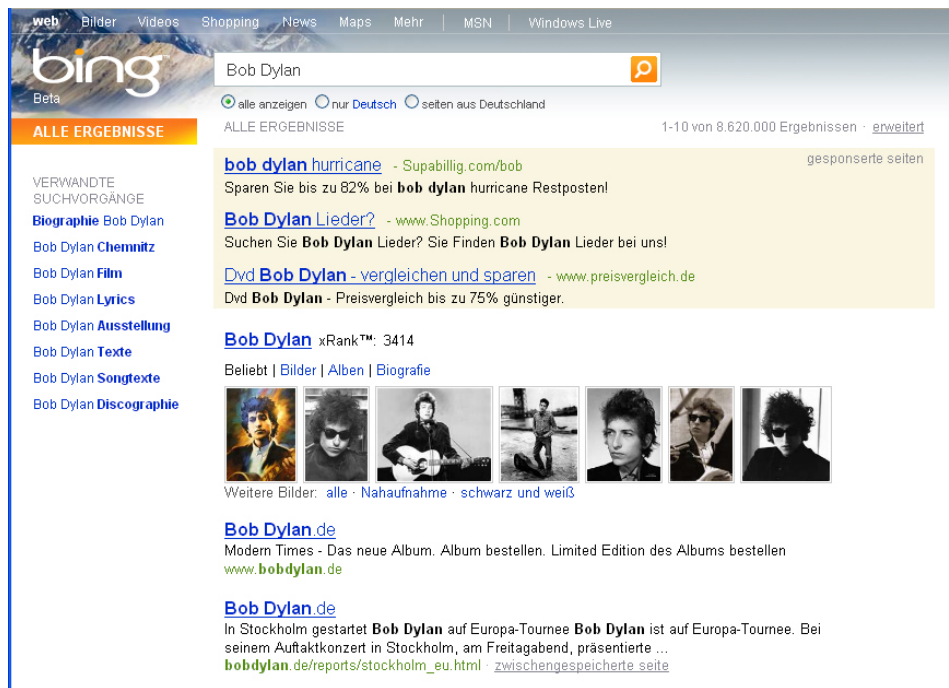 web Bilder Videos Shopping News Maps Mehr | MSN | Windows Live
bing
Beta
Bob Dylan
alle anzeigen nur Deutsch seiten aus Deutschland
ALLE ERGEBNISSE
ALLE ERGEBNISSE 1-10 von 8.620.000 Ergebnissen · erweitert
VERWANDTE
SUCHVORGÄNGE
Biographie Bob Dylan
Bob Dylan Chemnitz
Bob Dylan Film
Bob Dylan Lyrics
Bob Dylan Ausstellung
Bob Dylan Texte
Bob Dylan Songtexte
Bob Dylan Discographie
gesponserte seiten
bob dylan hurricane - Supabillig.com/bob
Sparen Sie bis zu 82% bei bob dylan hurricane Restposten!
Bob Dylan Lieder? - www.Shopping.com
Suchen Sie Bob Dylan Lieder? Sie Finden Bob Dylan Lieder bei uns!
Dvd Bob Dylan - vergleichen und sparen - www.preisvergleich.de
Dvd Bob Dylan - Preisvergleich bis zu 75% günstiger.
Bob Dylan xRank™: 3414
Beliebt | Bilder | Alben | Biografie
Weitere Bilder: alle · Nahaufnahme · schwarz und weiß
Bob Dylan.de
Modern Times - Das neue Album. Album bestellen. Limited Edition des Albums bestellen
www.bobdylan.de
Bob Dylan.de
In Stockholm gestartet Bob Dylan auf Europa-Tournee Bob Dylan ist auf Europa-Tournee. Bei
seinem Auftaktkonzert in Stockholm, am Freitagabend, präsentierte ...
bobdylan.de/reports/stockholm_eu.html · zwischengespeicherte seite